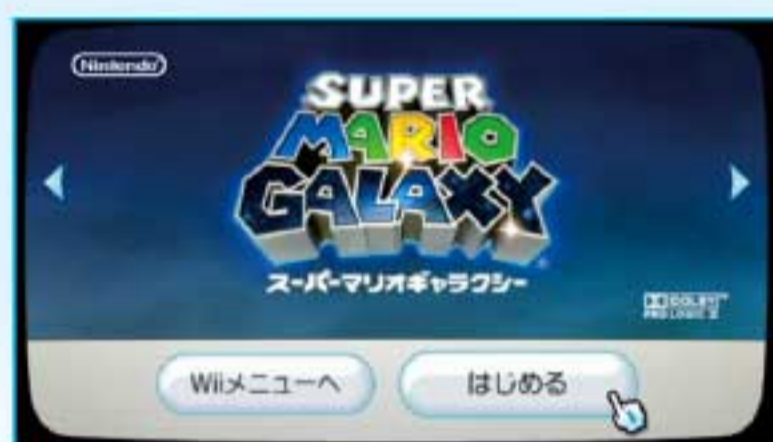 Nintendo
SUPER
MARIO
GALAXY
スーパーマリオギャラクシー
DOLBY
PRO LOGIC II
Wiiメニューへ
はじめる